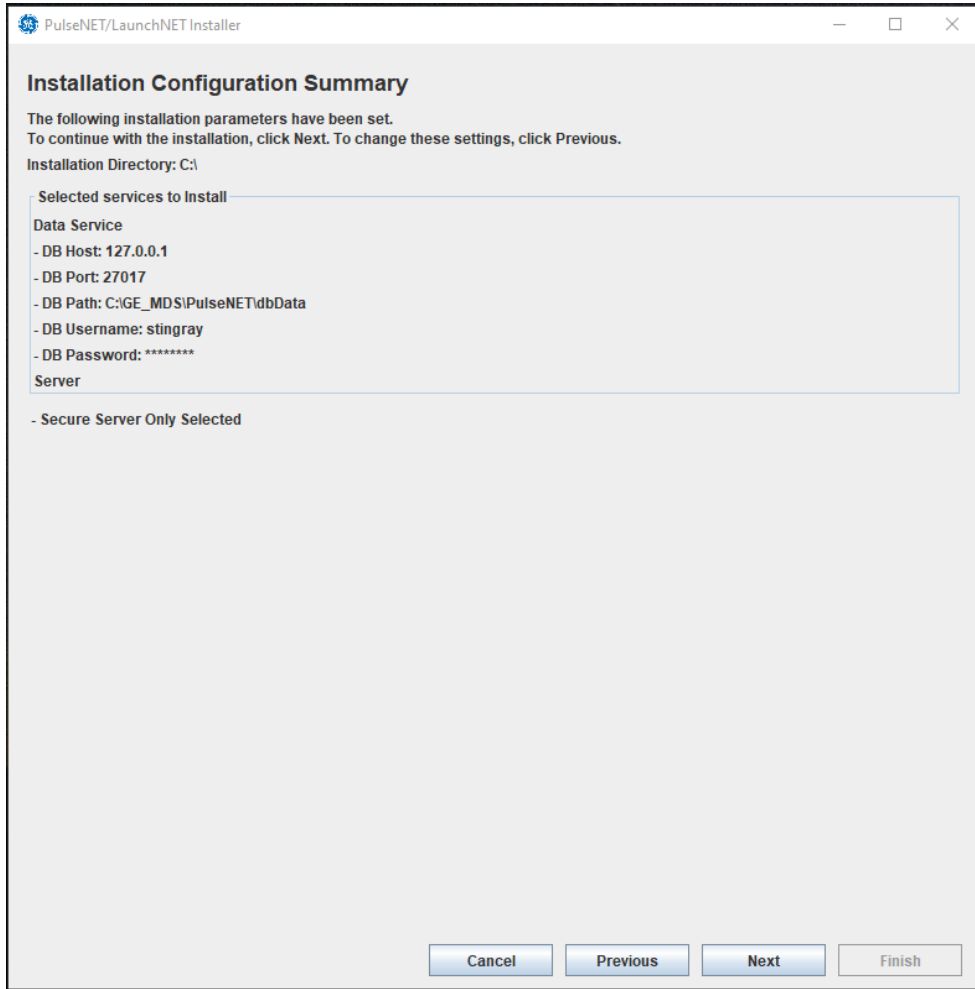 PulseNET/LaunchNET Installer
Installation Configuration Summary
The following installation parameters have been set.
To continue with the installation, click Next. To change these settings, click Previous.
Installation Directory: C:\
Selected services to Install
Data Service
- DB Host: 127.0.0.1
- DB Port: 27017
- DB Path: C:\GE_MDS\PulseNET\dbData
- DB Username: stingray
- DB Password: ********
Server
- Secure Server Only Selected
Cancel Previous Next Finish